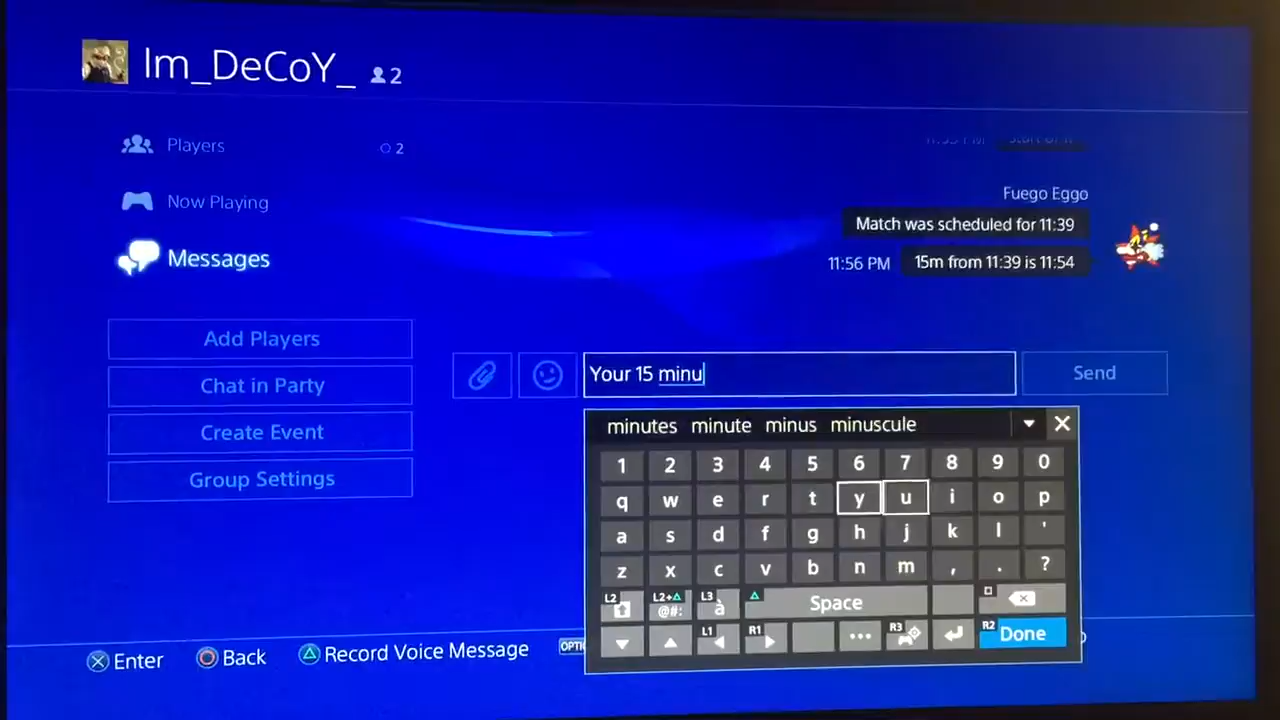 Im_DeCoY_ 2
Players 2
Now Playing
Messages
Add Players
Chat in Party
Create Event
Group Settings
Fuego Eggo
Match was scheduled for 11:39
11:56 PM 15m from 11:39 is 11:54
Your 15 minu
Send
minutes minute minus minuscule
1 2 3 4 5 6 7 8 9 0
q w e r t y u i o p
a s d f g h j k l '
z x c v b n m , . ?
L2 L2+△ @#: L3 à △ Space
L1 R1 ... R3 R2 Done
Enter Back Record Voice Message